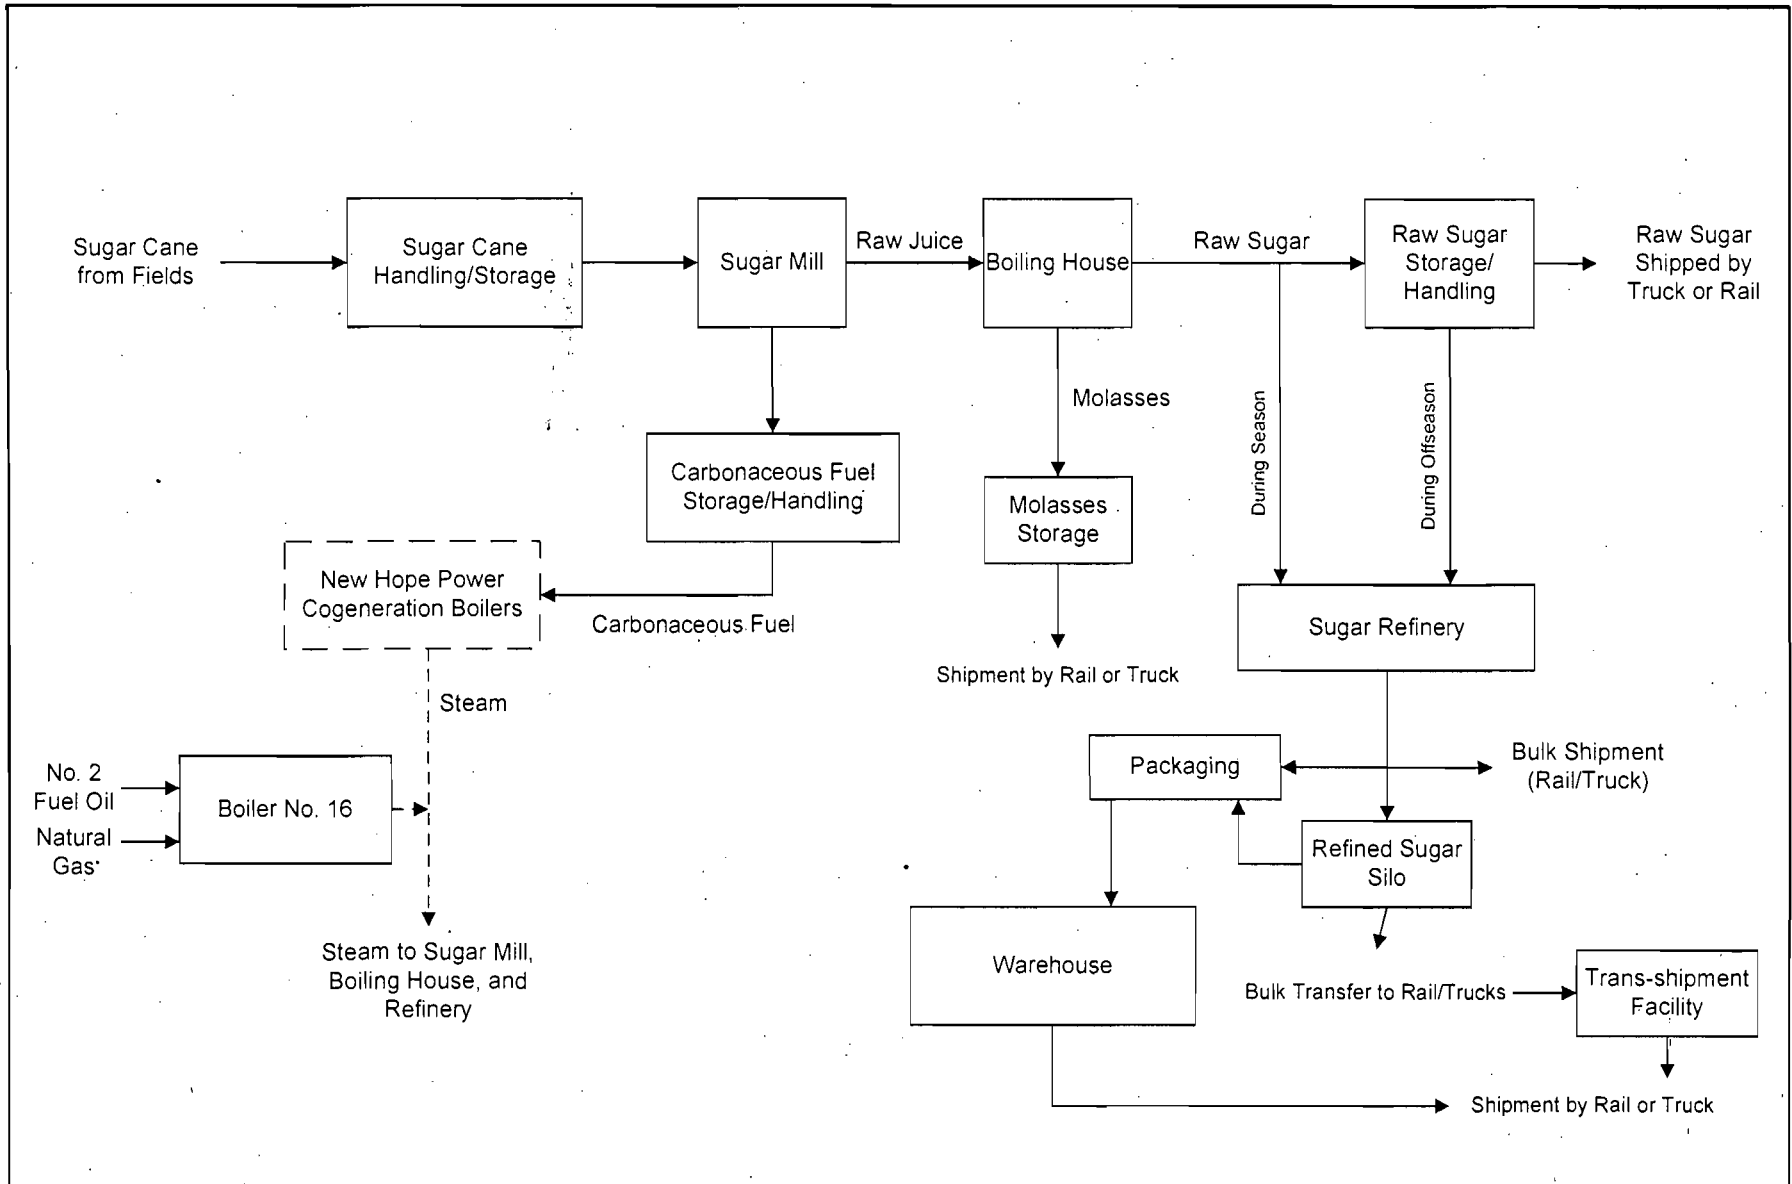 Sugar Cane
from Fields
Sugar Cane
Handling/Storage
Sugar Mill
Raw Juice
Boiling House
Raw Sugar
Raw Sugar
Storage/
Handling
Raw Sugar
Shipped by
Truck or Rail
Molasses
During Season
During Offseason
Carbonaceous Fuel
Storage/Handling
Molasses
Storage
New Hope Power
Cogeneration Boilers
Carbonaceous Fuel
Sugar Refinery
Shipment by Rail or Truck
Steam
No. 2
Fuel Oil
Natural
Gas
Boiler No. 16
Packaging
Bulk Shipment
(Rail/Truck)
Refined Sugar
Silo
Steam to Sugar Mill,
Boiling House, and
Refinery
Warehouse
Bulk Transfer to Rail/Trucks
Trans-shipment
Facility
Shipment by Rail or Truck